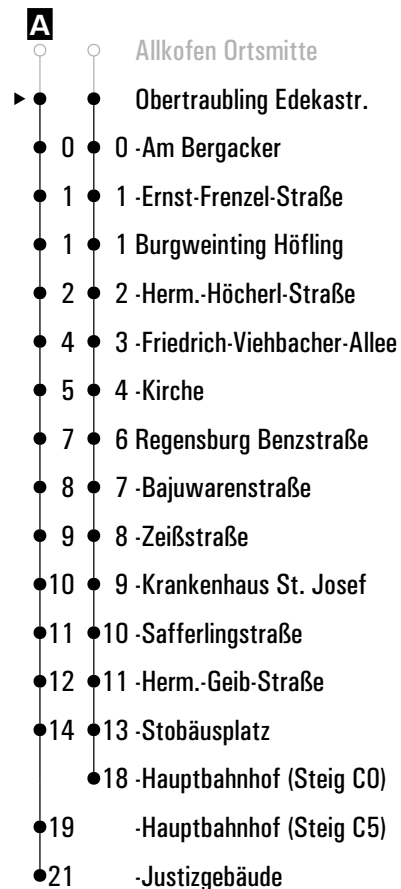 A
Allkofen Ortsmitte
Obertraubling Edekastr.
0 0 -Am Bergacker
1 1 -Ernst-Frenzel-Straße
1 1 Burgweinting Höfling
2 2 -Herm.-Höcherl-Straße
4 3 -Friedrich-Viehbacher-Allee
5 4 -Kirche
7 6 Regensburg Benzstraße
8 7 -Bajuwarenstraße
9 8 -Zeißstraße
10 9 -Krankenhaus St. Josef
11 10 -Safferlingstraße
12 11 -Herm.-Geib-Straße
14 13 -Stobäusplatz
18 -Hauptbahnhof (Steig C0)
19 -Hauptbahnhof (Steig C5)
21 -Justizgebäude